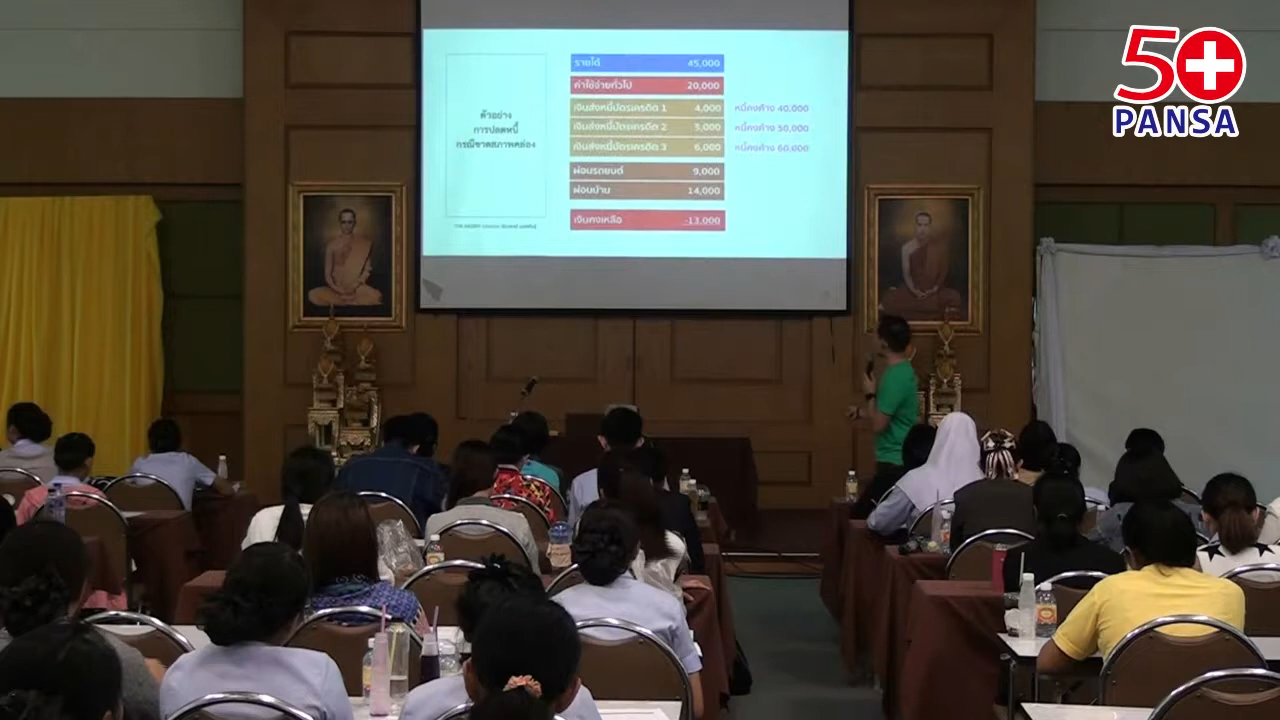 50
PANSA
ตัวอย่าง
การปลดหนี้
กรณีขาดสภาพคล่อง
รายได้ 45,000
ค่าใช้จ่ายทั่วไป 20,000
เงินส่งหนี้บัตรเครดิต 1 4,000 หนี้คงค้าง 40,000
เงินส่งหนี้บัตรเครดิต 2 5,000 หนี้คงค้าง 50,000
เงินส่งหนี้บัตรเครดิต 3 6,000 หนี้คงค้าง 60,000
ผ่อนรถยนต์ 9,000
ผ่อนบ้าน 14,000
เงินคงเหลือ -13,000